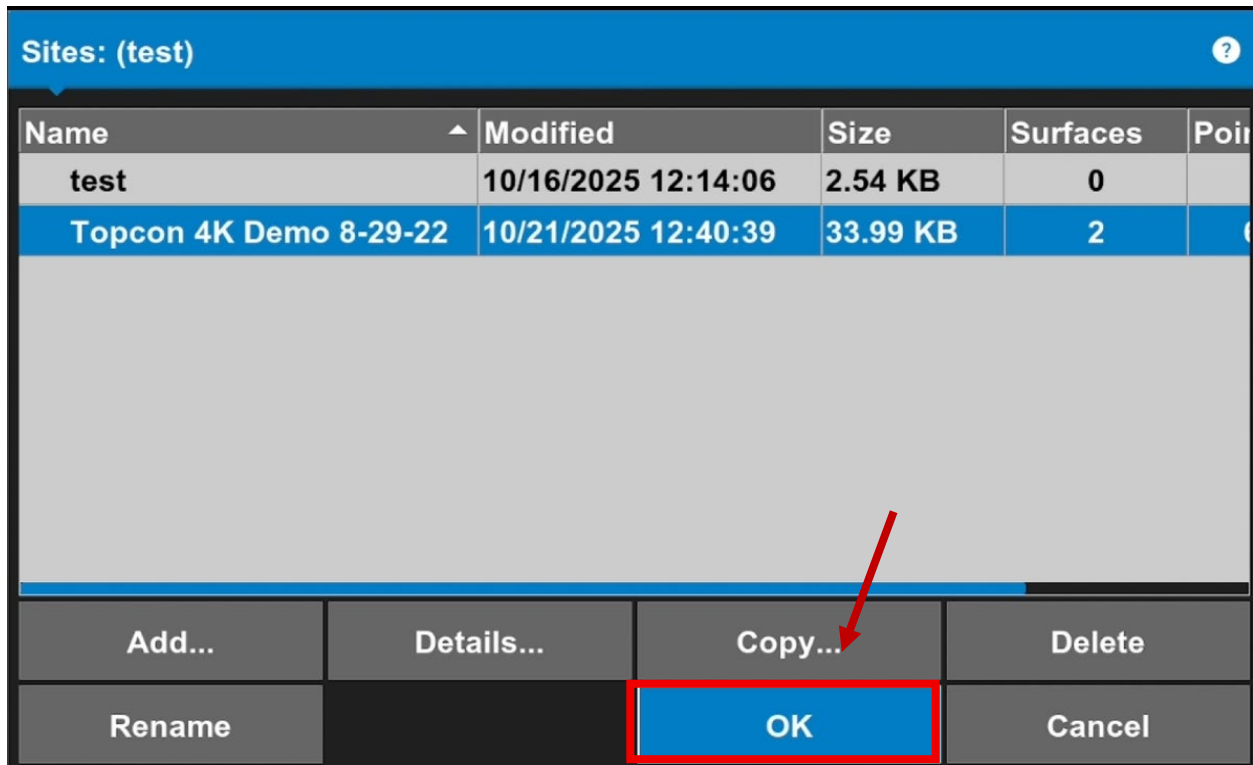 Sites: (test)
?
Name Modified Size Surfaces
test 10/16/2025 12:14:06 2.54 KB 0
Topcon 4K Demo 8-29-22 10/21/2025 12:40:39 33.99 KB 2
Add... Details... Copy... Delete
Rename OK Cancel